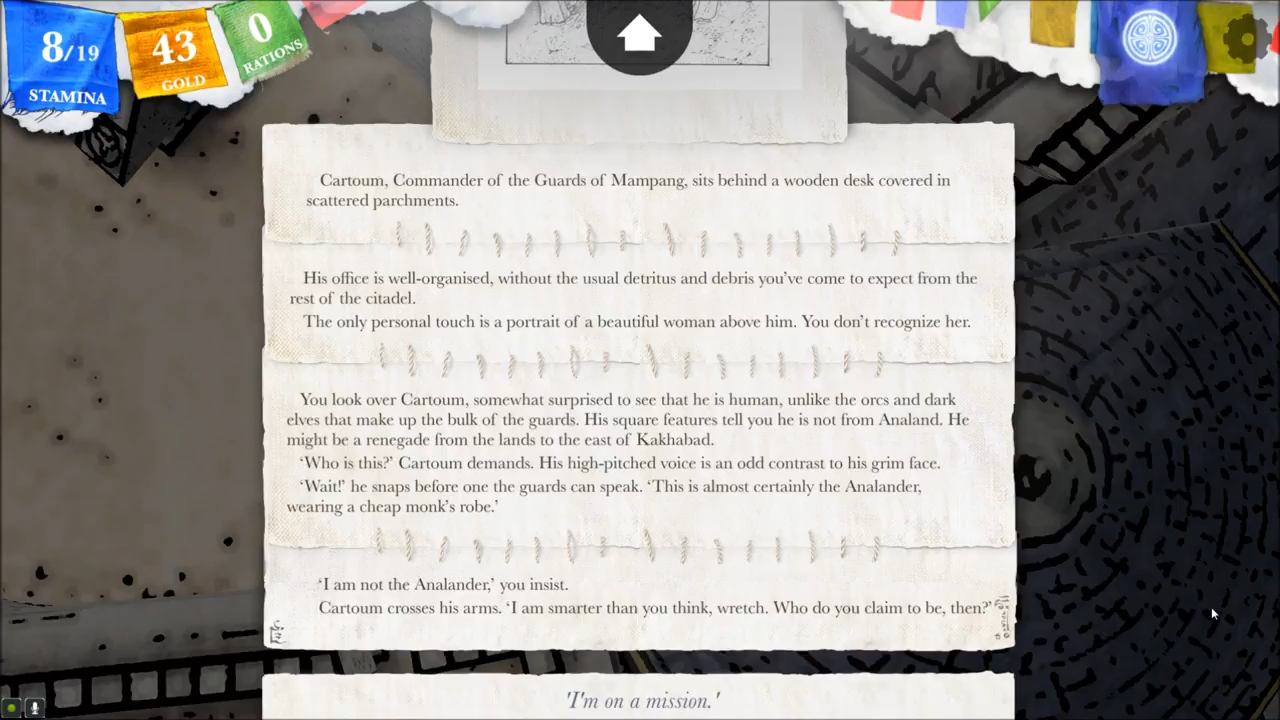 8/19
STAMINA
43
GOLD
0
RATIONS
Cartoum, Commander of the Guards of Mampang, sits behind a wooden desk covered in
scattered parchments.
His office is well-organised, without the usual detritus and debris you’ve come to expect from the
rest of the citadel.
The only personal touch is a portrait of a beautiful woman above him. You don’t recognize her.
You look over Cartoum, somewhat surprised to see that he is human, unlike the orcs and dark
elves that make up the bulk of the guards. His square features tell you he is not from Analand. He
might be a renegade from the lands to the east of Kakhabad.
‘Who is this?’ Cartoum demands. His high-pitched voice is an odd contrast to his grim face.
‘Wait!’ he snaps before one the guards can speak. ‘This is almost certainly the Analander,
wearing a cheap monk’s robe.’
‘I am not the Analander,’ you insist.
Cartoum crosses his arms. ‘I am smarter than you think, wretch. Who do you claim to be, then?’
'I'm on a mission.'